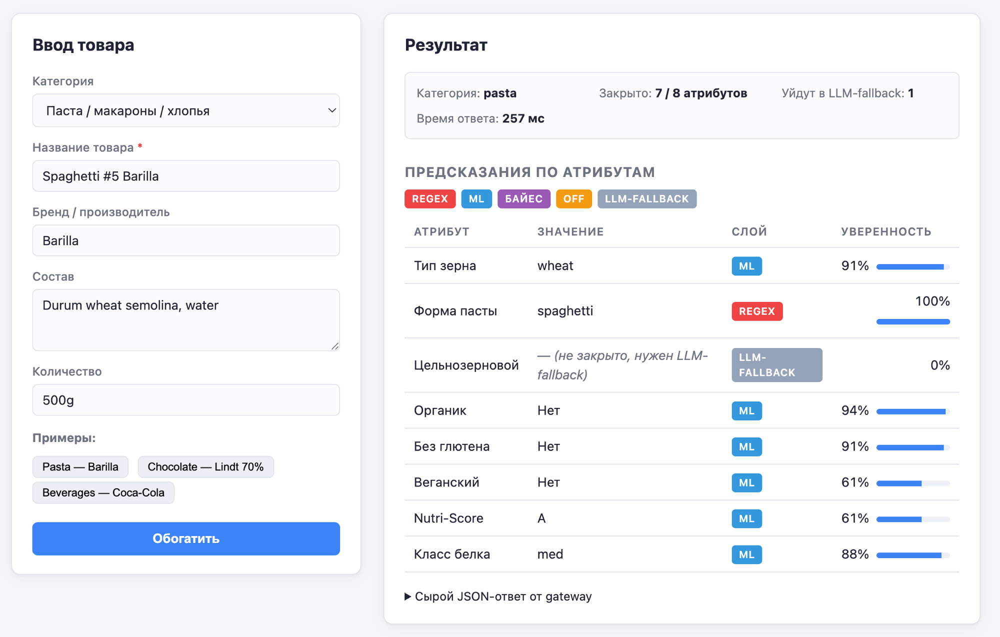 Ввод товара
Категория
Паста / макароны / хлопья
Название товара *
Spaghetti #5 Barilla
Бренд / производитель
Barilla
Состав
Durum wheat semolina, water
Количество
500g
Примеры:
Pasta — Barilla
Chocolate — Lindt 70%
Beverages — Coca-Cola
Обогатить
Результат
Категория: pasta
Закрыто: 7 / 8 атрибутов
Уйдут в LLM-fallback: 1
Время ответа: 257 мс
ПРЕДСКАЗАНИЯ ПО АТРИБУТАМ
REGEX ML БАЙЕС OFF LLM-FALLBACK
АТРИБУТ ЗНАЧЕНИЕ СЛОЙ УВЕРЕННОСТЬ
Тип зерна wheat ML 91%
Форма пасты spaghetti REGEX 100%
Цельнозерновой — (не закрыто, нужен LLM-
fallback) LLM-
FALLBACK 0%
Органик Нет ML 94%
Без глютена Нет ML 91%
Веганский Нет ML 61%
Nutri-Score A ML 61%
Класс белка med ML 88%
▶ Сырой JSON-ответ от gateway